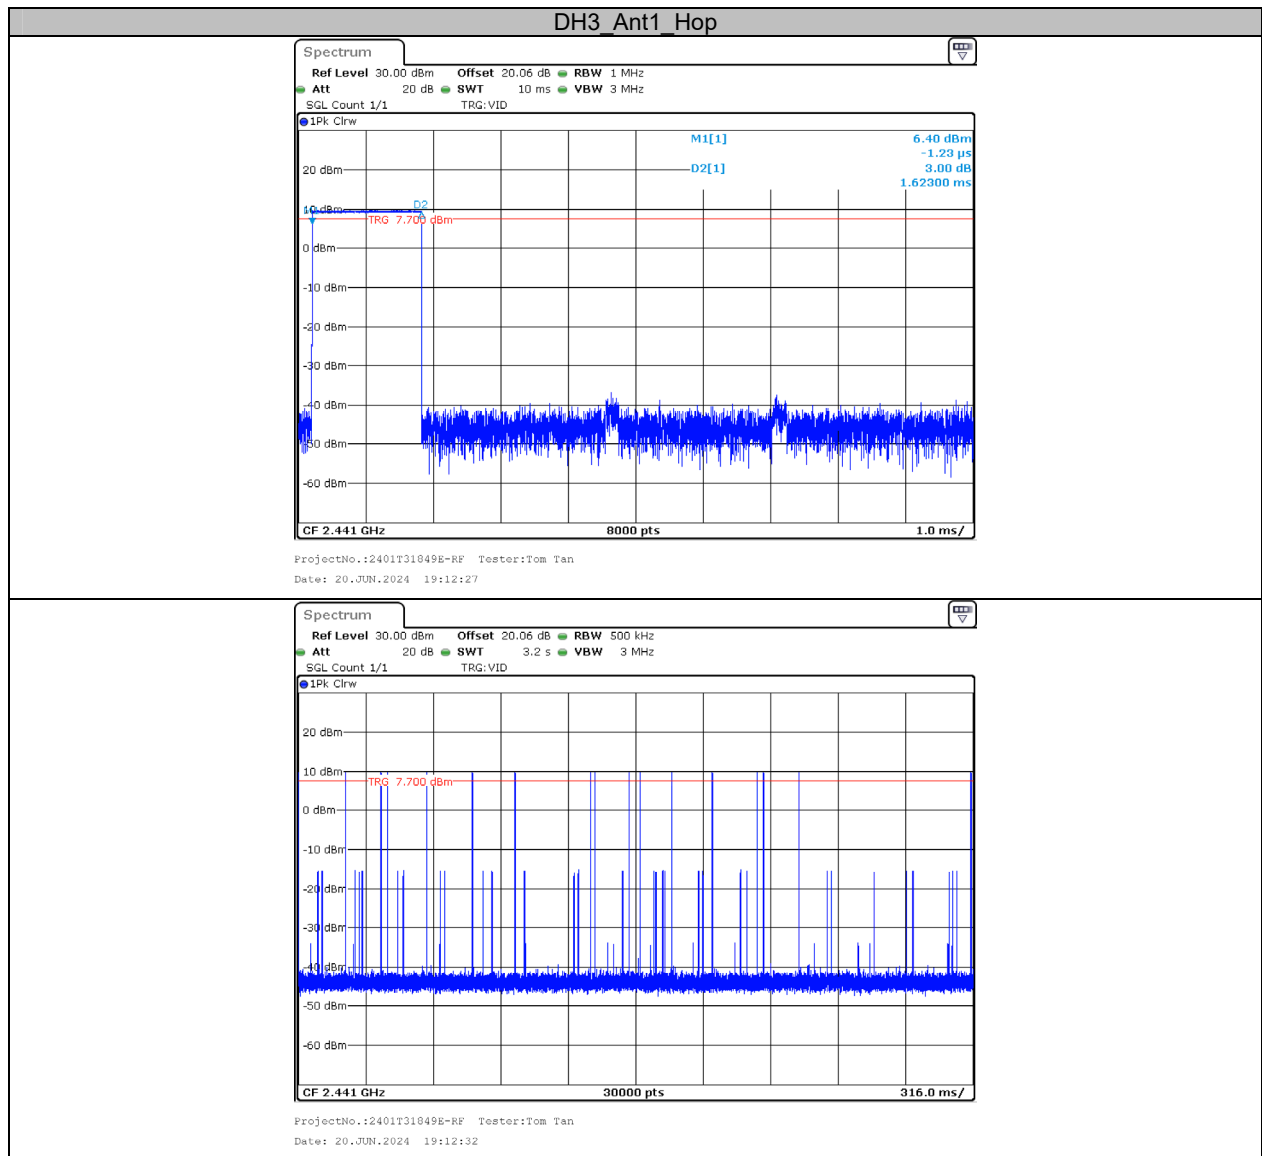 DH3_Ant1_Hop
Spectrum
Ref Level 30.00 dBm Offset 20.06 dB RBW 1 MHz
Att 20 dB SWT 10 ms VBW 3 MHz
SGL Count 1/1 TRG:VID
1Pk Clrw
M1[1] 6.40 dBm
-1.23 µs
D2[1] 3.00 dB
1.62300 ms
20 dBm
D2
10 dBm
TRG 7.700 dBm
0 dBm
-10 dBm
-20 dBm
-30 dBm
-40 dBm
-50 dBm
-60 dBm
CF 2.441 GHz 8000 pts 1.0 ms/
ProjectNo.:2401T31849E-RF Tester:Tom Tan
Date: 20.JUN.2024 19:12:27
Spectrum
Ref Level 30.00 dBm Offset 20.06 dB RBW 500 kHz
Att 20 dB SWT 3.2 s VBW 3 MHz
SGL Count 1/1 TRG:VID
1Pk Clrw
20 dBm
10 dBm
TRG 7.700 dBm
0 dBm
-10 dBm
-20 dBm
-30 dBm
-40 dBm
-50 dBm
-60 dBm
CF 2.441 GHz 30000 pts 316.0 ms/
ProjectNo.:2401T31849E-RF Tester:Tom Tan
Date: 20.JUN.2024 19:12:32